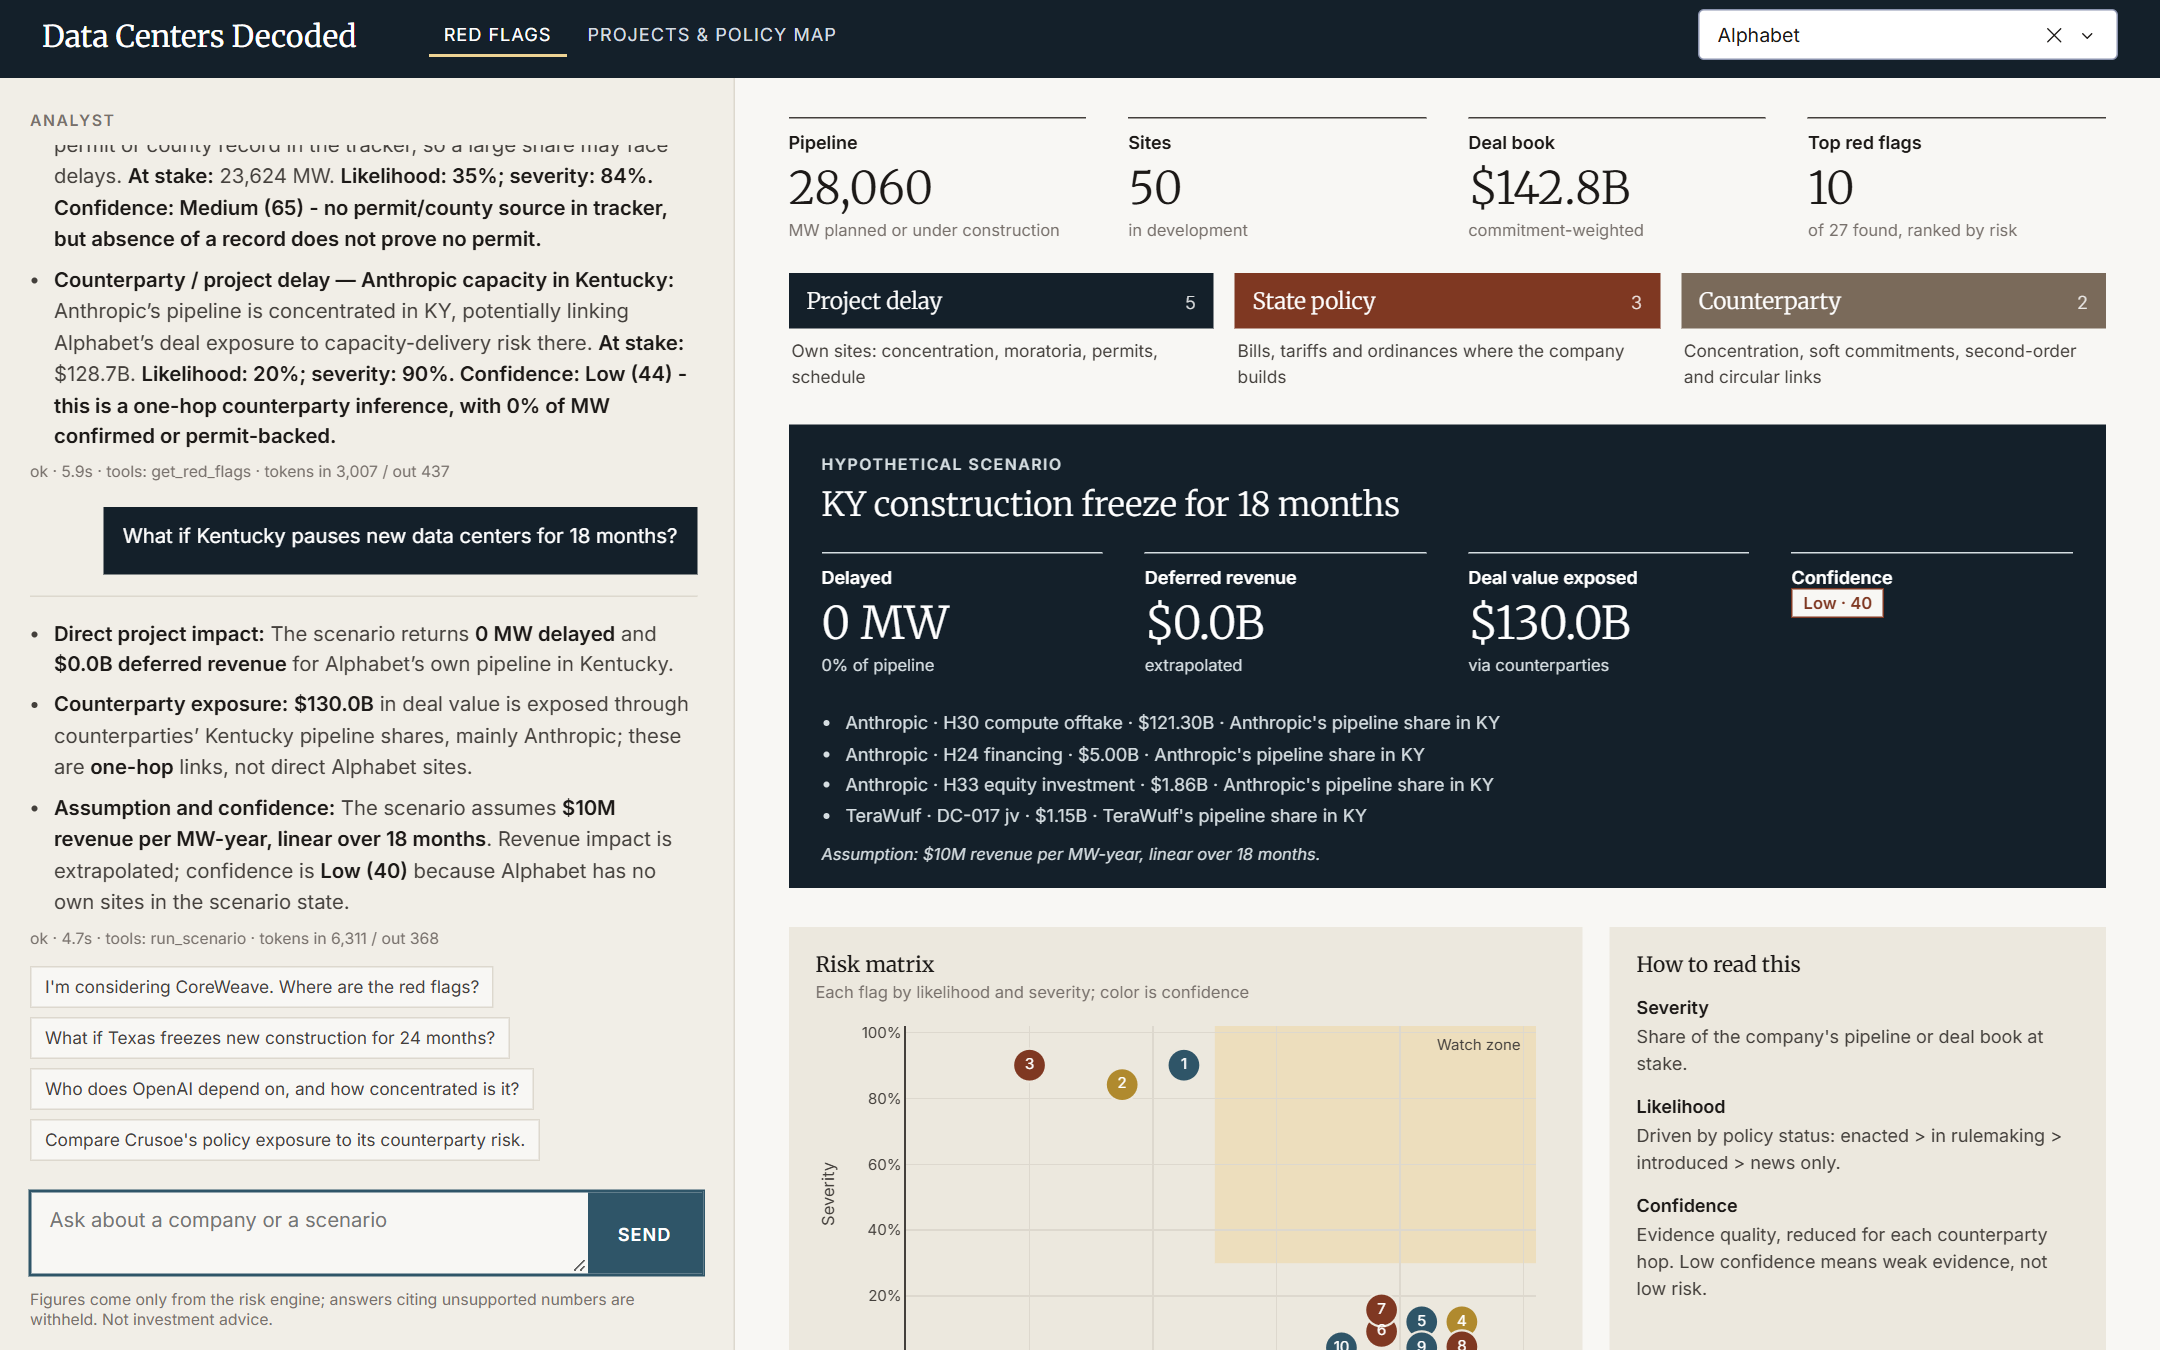 Data Centers Decoded
RED FLAGS
PROJECTS & POLICY MAP
Alphabet
ANALYST
permit or county record in the tracker, so a large share may face
delays. At stake: 23,624 MW. Likelihood: 35%; severity: 84%.
Confidence: Medium (65) - no permit/county source in tracker,
but absence of a record does not prove no permit.
• Counterparty / project delay — Anthropic capacity in Kentucky:
Anthropic’s pipeline is concentrated in KY, potentially linking
Alphabet’s deal exposure to capacity-delivery risk there. At stake:
$128.7B. Likelihood: 20%; severity: 90%. Confidence: Low (44) -
this is a one-hop counterparty inference, with 0% of MW
confirmed or permit-backed.
ok · 5.9s · tools: get_red_flags · tokens in 3,007 / out 437
What if Kentucky pauses new data centers for 18 months?
• Direct project impact: The scenario returns 0 MW delayed and
$0.0B deferred revenue for Alphabet’s own pipeline in Kentucky.
• Counterparty exposure: $130.0B in deal value is exposed through
counterparties’ Kentucky pipeline shares, mainly Anthropic; these
are one-hop links, not direct Alphabet sites.
• Assumption and confidence: The scenario assumes $10M
revenue per MW-year, linear over 18 months. Revenue impact is
extrapolated; confidence is Low (40) because Alphabet has no
own sites in the scenario state.
ok · 4.7s · tools: run_scenario · tokens in 6,311 / out 368
I'm considering CoreWeave. Where are the red flags?
What if Texas freezes new construction for 24 months?
Who does OpenAI depend on, and how concentrated is it?
Compare Crusoe's policy exposure to its counterparty risk.
Ask about a company or a scenario
SEND
Figures come only from the risk engine; answers citing unsupported numbers are
withheld. Not investment advice.
Pipeline
28,060
MW planned or under construction
Sites
50
in development
Deal book
$142.8B
commitment-weighted
Top red flags
10
of 27 found, ranked by risk
Project delay 5
Own sites: concentration, moratoria, permits,
schedule
State policy 3
Bills, tariffs and ordinances where the company
builds
Counterparty 2
Concentration, soft commitments, second-order
and circular links
HYPOTHETICAL SCENARIO
KY construction freeze for 18 months
Delayed
0 MW
0% of pipeline
Deferred revenue
$0.0B
extrapolated
Deal value exposed
$130.0B
via counterparties
Confidence
Low · 40
• Anthropic · H30 compute offtake · $121.30B · Anthropic's pipeline share in KY
• Anthropic · H24 financing · $5.00B · Anthropic's pipeline share in KY
• Anthropic · H33 equity investment · $1.86B · Anthropic's pipeline share in KY
• TeraWulf · DC-017 jv · $1.15B · TeraWulf's pipeline share in KY
Assumption: $10M revenue per MW-year, linear over 18 months.
Risk matrix
Each flag by likelihood and severity; color is confidence
Severity
100%
80%
60%
40%
20%
Watch zone
3
2
1
7
6
5
4
10
9
8
How to read this
Severity
Share of the company's pipeline or deal book at
stake.
Likelihood
Driven by policy status: enacted > in rulemaking >
introduced > news only.
Confidence
Evidence quality, reduced for each counterparty
hop. Low confidence means weak evidence, not
low risk.